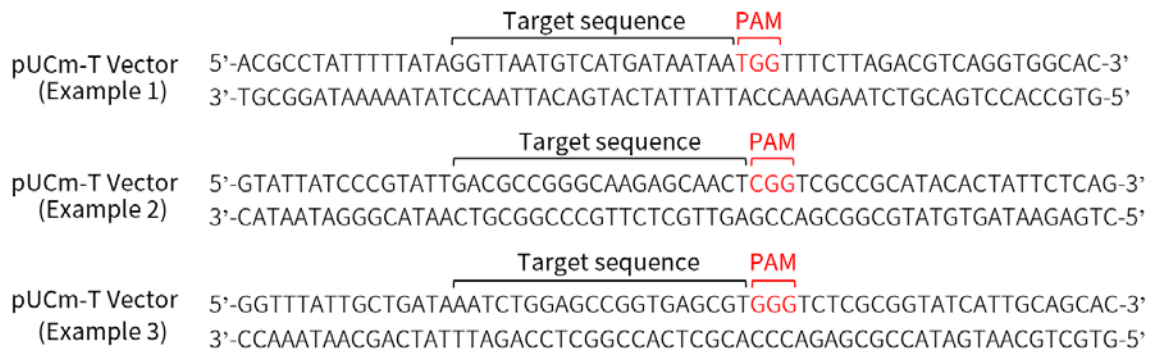 Target sequence PAM
pUCm-T Vector 5’-ACGCCTATTTTTATAGGTTAATGTCATGATAATAATGGTTTCTTAGACGTCAGGTGGCAC-3’
(Example 1) 3’-TGCGGATAAAAATATCCAATTACAGTACTATTATTACCAAAGAATCTGCAGTCCACCGTG-5’
Target sequence PAM
pUCm-T Vector 5’-GTATTATCCCGTATTGACGCCGGGCAAGAGCAACTCGGTCGCCGCATACACTATTCTCAG-3’
(Example 2) 3’-CATAATAGGGCATAACTGCGGCCCGTTCTCGTTGAGCCAGCGGCGTATGTGATAAGAGTC-5’
Target sequence PAM
pUCm-T Vector 5’-GGTTTATTGCTGATAAATCTGGAGCCGGTGAGCGTGGGTCTCGCGGTATCATTGCAGCAC-3’
(Example 3) 3’-CCAAATAACGACTATTTAGACCTCGGCCACTCGCACCCAGAGCGCCATAGTAACGTCGTG-5’